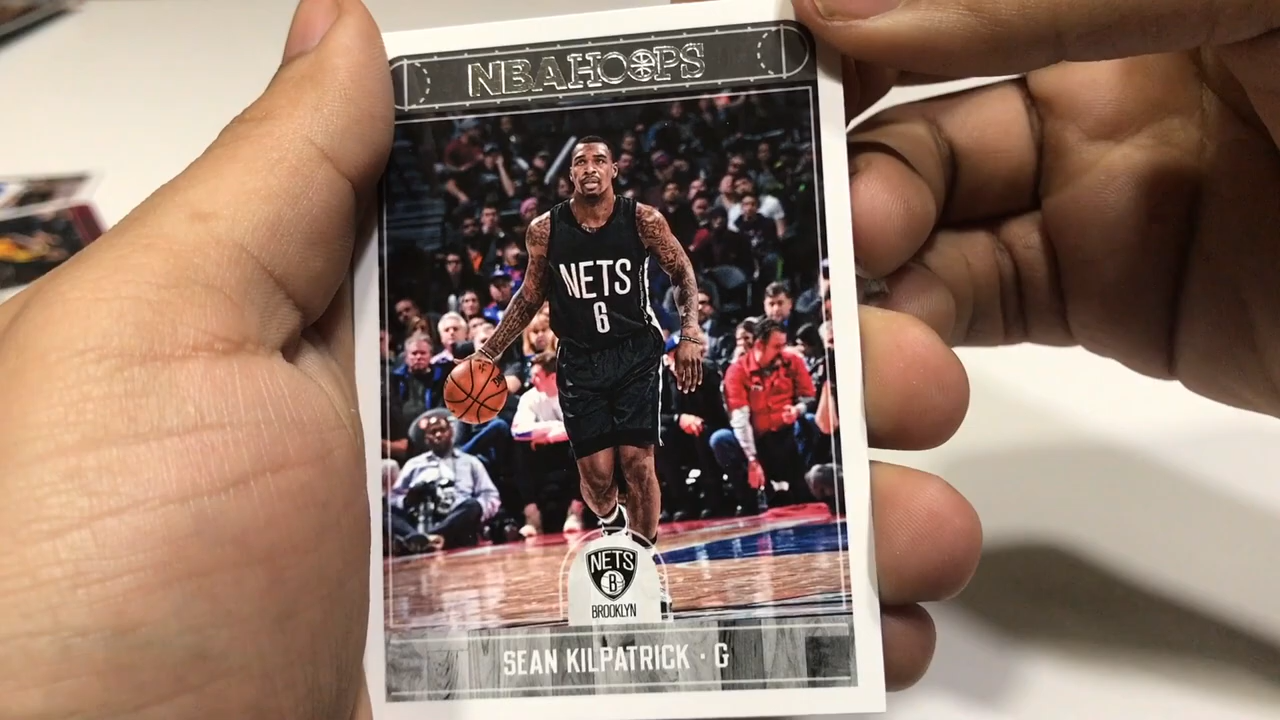 NBA HOOPS
NETS
6
NETS
B
BROOKLYN
SEAN KILPATRICK · G